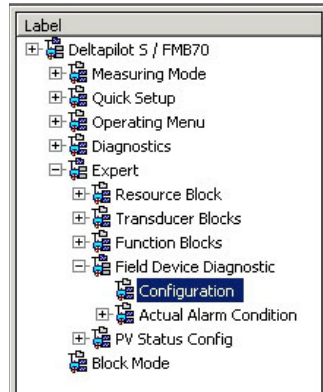 Label
Deltapilot S / FMB70
Measuring Mode
Quick Setup
Operating Menu
Diagnostics
Expert
Resource Block
Transducer Blocks
Function Blocks
Field Device Diagnostic
Configuration
Actual Alarm Condition
PV Status Config
Block Mode